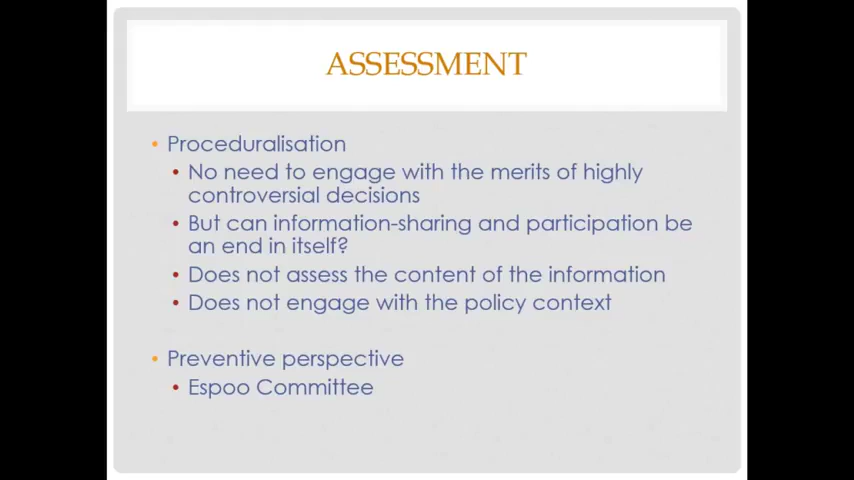 ASSESSMENT
• Proceduralisation
• No need to engage with the merits of highly
controversial decisions
• But can information-sharing and participation be
an end in itself?
• Does not assess the content of the information
• Does not engage with the policy context
• Preventive perspective
• Espoo Committee